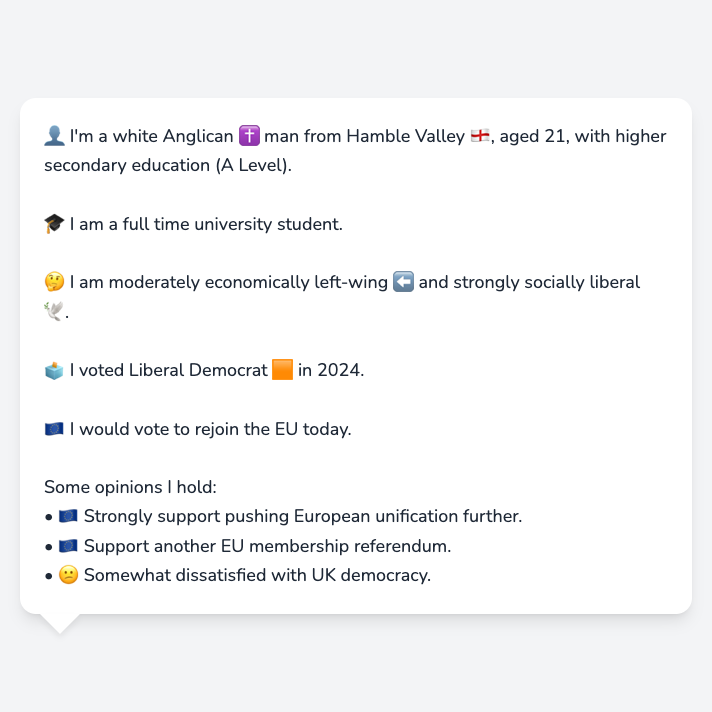 👤 I'm a white Anglican ✝️ man from Hamble Valley 🏴󠁧󠁢󠁥󠁮󠁧󠁿, aged 21, with higher
secondary education (A Level).
🎓 I am a full time university student.
🤔 I am moderately economically left-wing ⬅️ and strongly socially liberal
🕊️.
🗳️ I voted Liberal Democrat 🟧 in 2024.
🇪🇺 I would vote to rejoin the EU today.
Some opinions I hold:
• 🇪🇺 Strongly support pushing European unification further.
• 🇪🇺 Support another EU membership referendum.
• 😕 Somewhat dissatisfied with UK democracy.